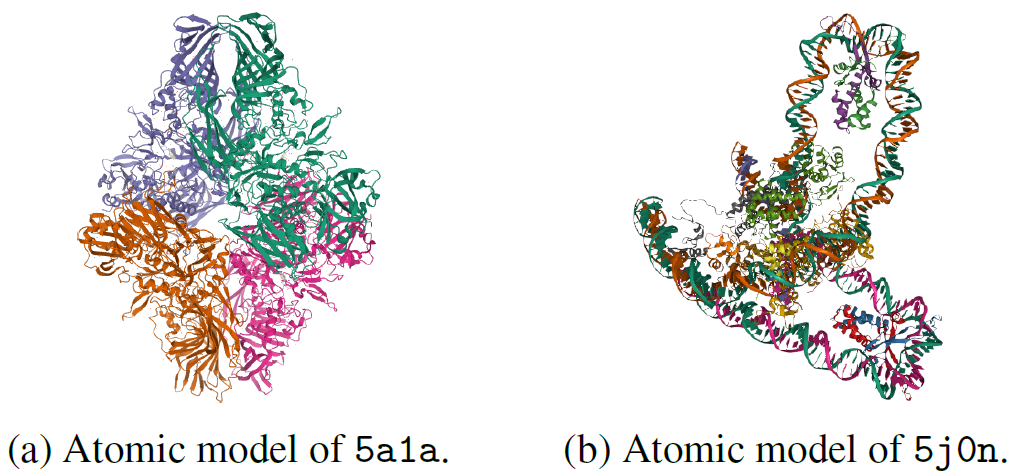 (a) Atomic model of 5a1a.
(b) Atomic model of 5j0n.